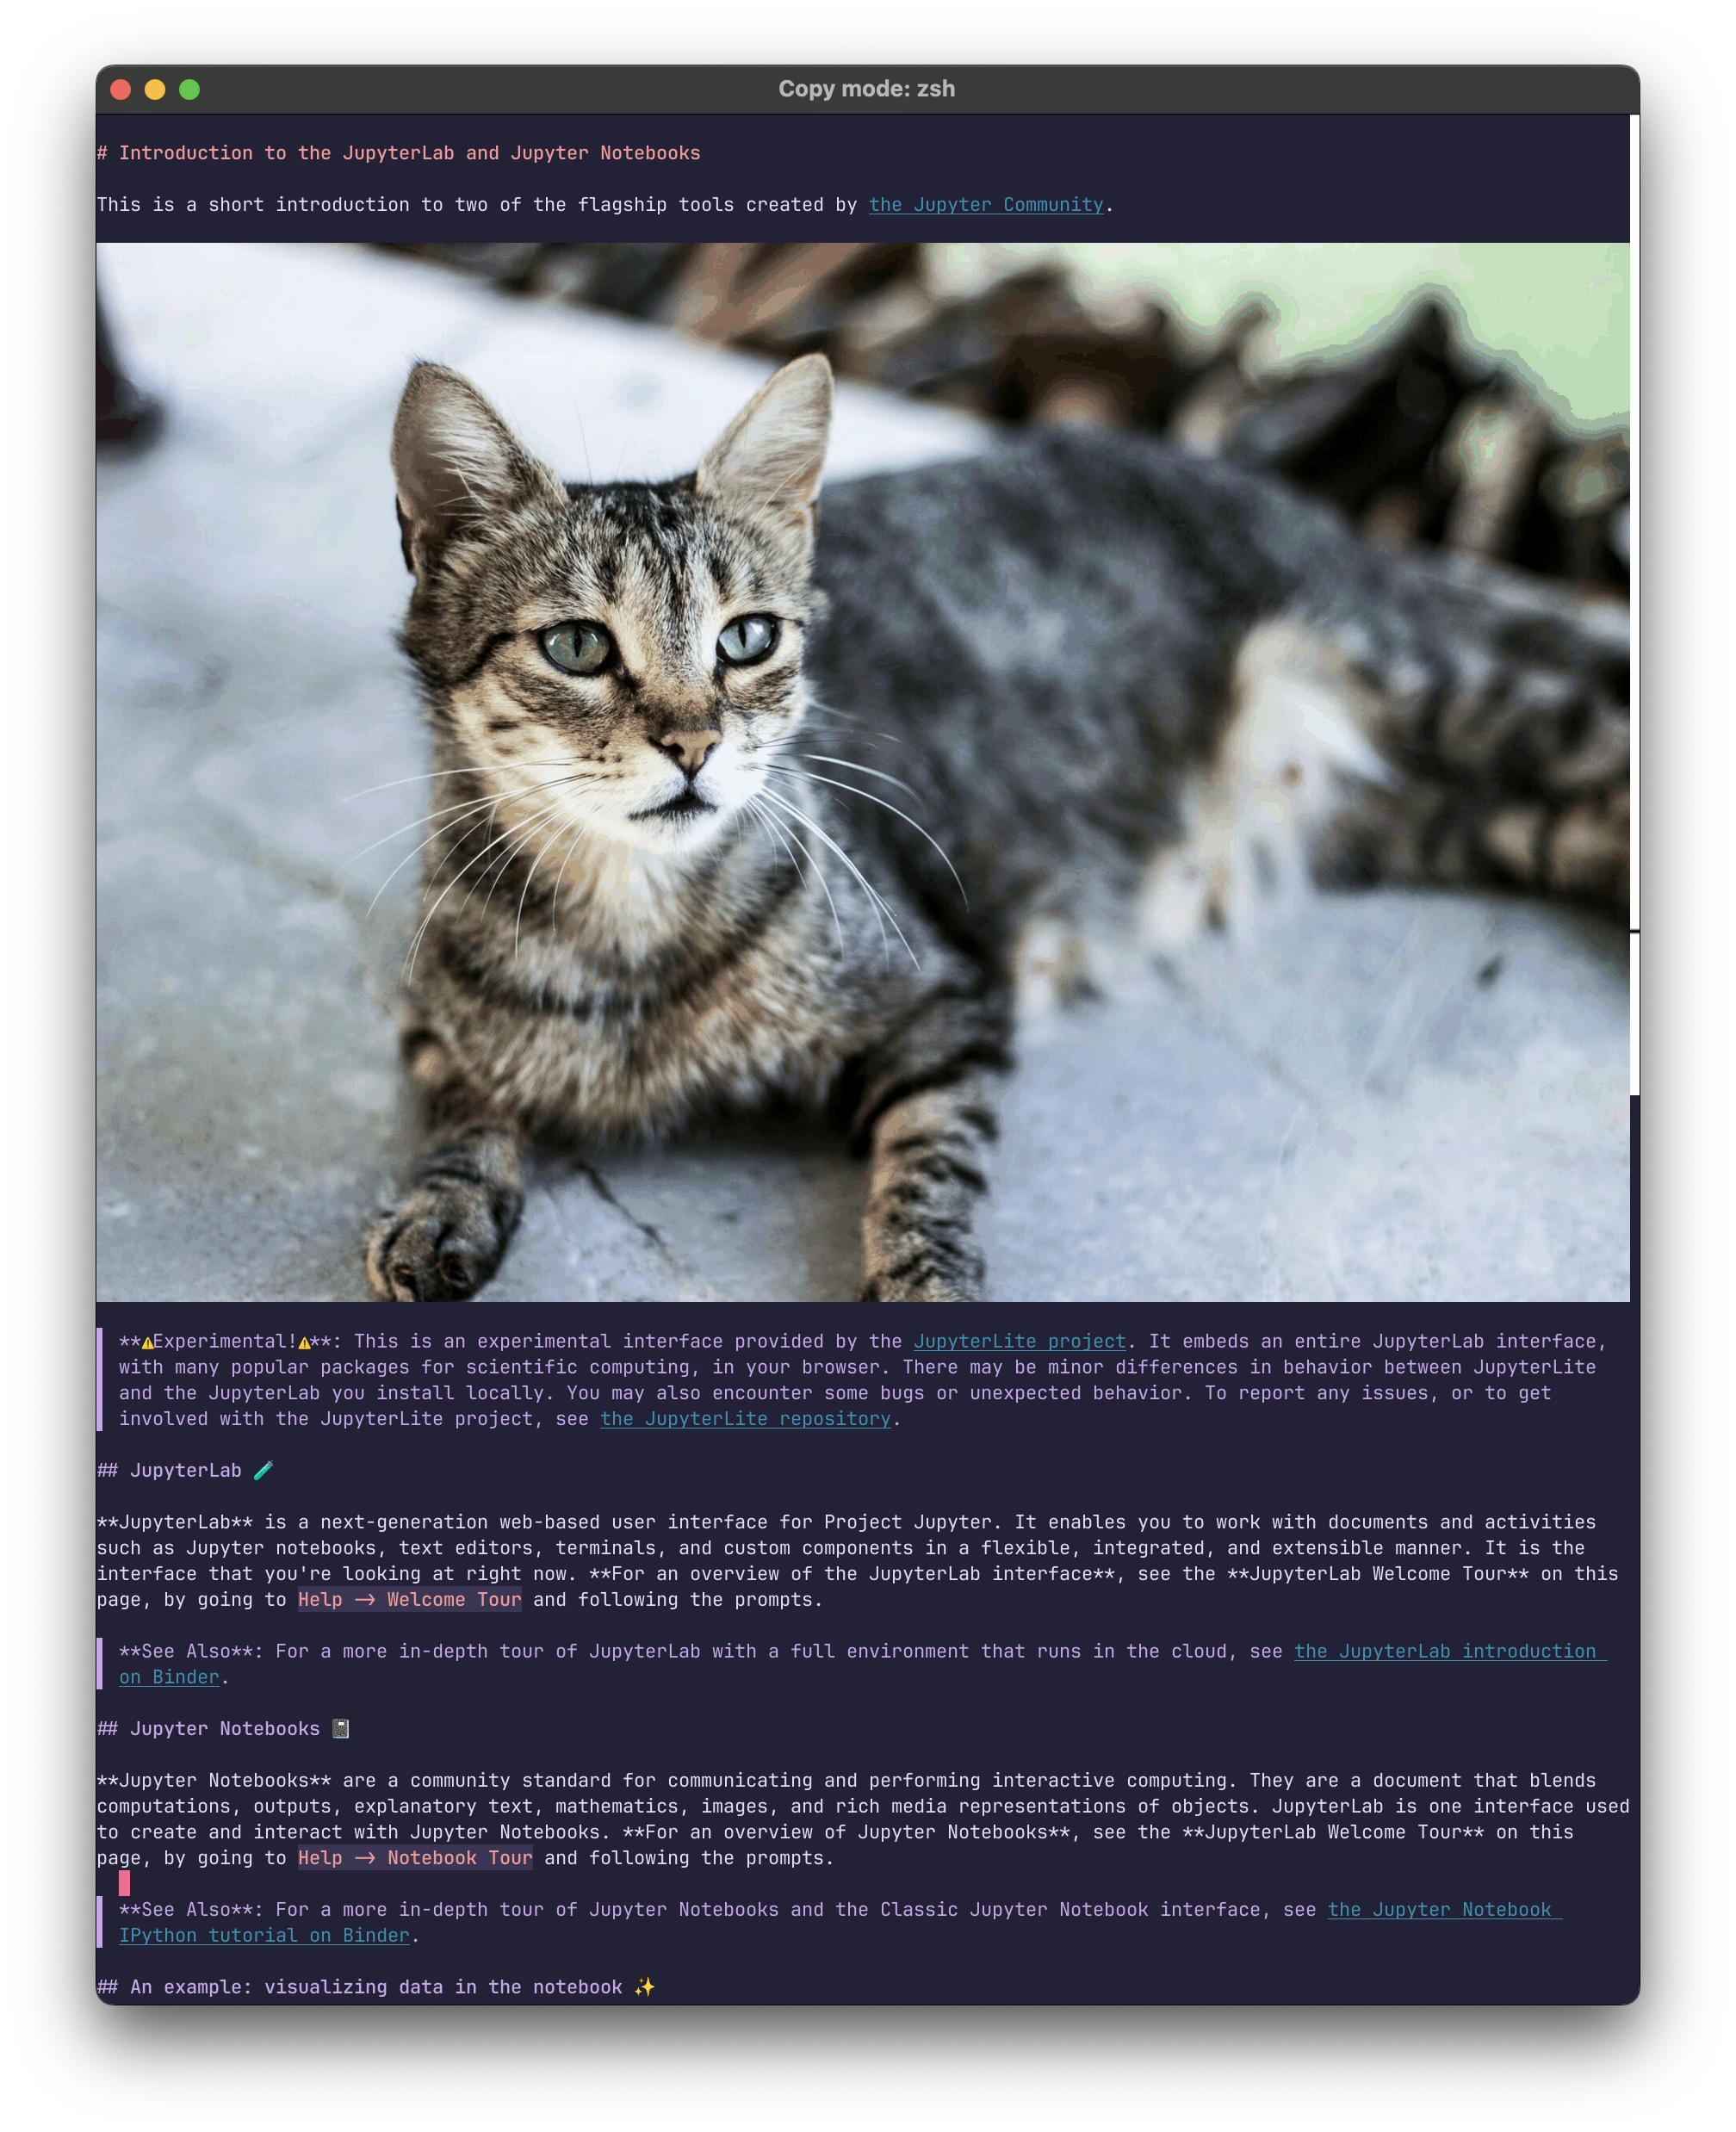 Copy mode: zsh
# Introduction to the JupyterLab and Jupyter Notebooks
This is a short introduction to two of the flagship tools created by the Jupyter Community.
**⚠️Experimental!⚠️**: This is an experimental interface provided by the JupyterLite project. It embeds an entire JupyterLab interface,
with many popular packages for scientific computing, in your browser. There may be minor differences in behavior between JupyterLite
and the JupyterLab you install locally. You may also encounter some bugs or unexpected behavior. To report any issues, or to get
involved with the JupyterLite project, see the JupyterLite repository.
## JupyterLab 🧪
**JupyterLab** is a next-generation web-based user interface for Project Jupyter. It enables you to work with documents and activities
such as Jupyter notebooks, text editors, terminals, and custom components in a flexible, integrated, and extensible manner. It is the
interface that you're looking at right now. **For an overview of the JupyterLab interface**, see the **JupyterLab Welcome Tour** on this
page, by going to Help -> Welcome Tour and following the prompts.
**See Also**: For a more in-depth tour of JupyterLab with a full environment that runs in the cloud, see the JupyterLab introduction
on Binder.
## Jupyter Notebooks 📓
**Jupyter Notebooks** are a community standard for communicating and performing interactive computing. They are a document that blends
computations, outputs, explanatory text, mathematics, images, and rich media representations of objects. JupyterLab is one interface used
to create and interact with Jupyter Notebooks. **For an overview of Jupyter Notebooks**, see the **JupyterLab Welcome Tour** on this
page, by going to Help -> Notebook Tour and following the prompts.
**See Also**: For a more in-depth tour of Jupyter Notebooks and the Classic Jupyter Notebook interface, see the Jupyter Notebook
IPython tutorial on Binder.
## An example: visualizing data in the notebook ✨